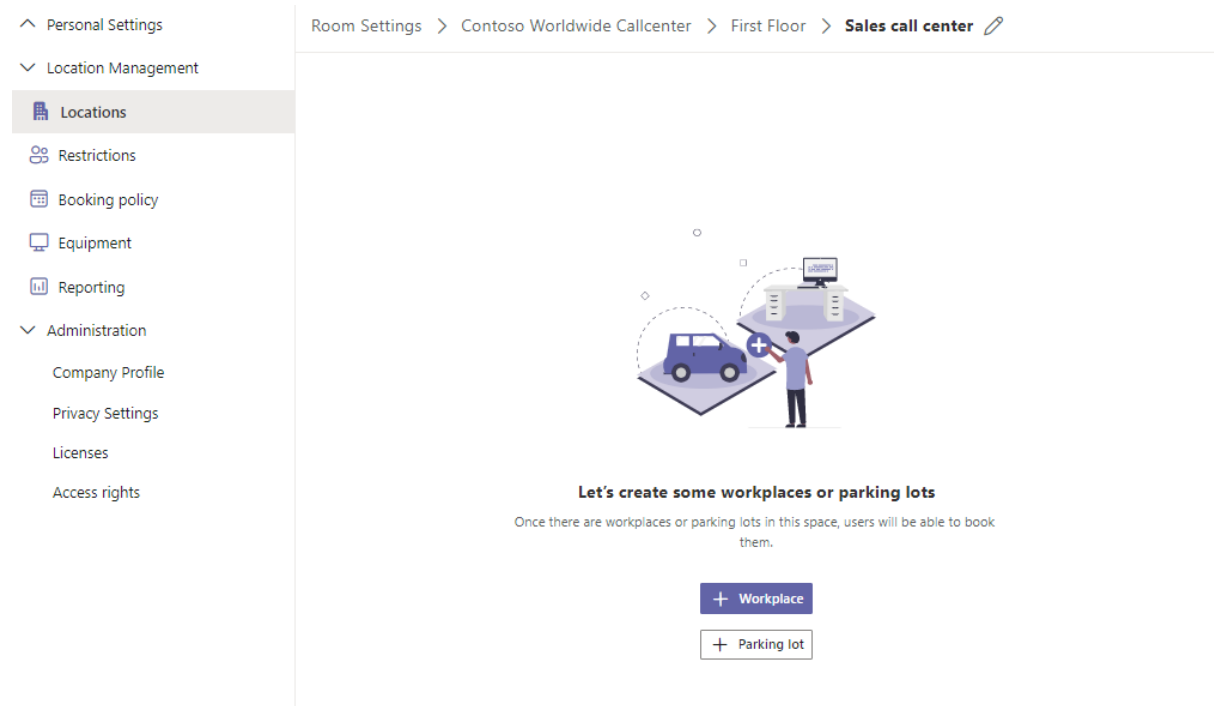 Personal Settings
Location Management
Locations
Restrictions
Booking policy
Equipment
Reporting
Administration
Company Profile
Privacy Settings
Licenses
Access rights
Room Settings > Contoso Worldwide Callcenter > First Floor > Sales call center
Let's create some workplaces or parking lots
Once there are workplaces or parking lots in this space, users will be able to book
them.
+ Workplace
+ Parking lot